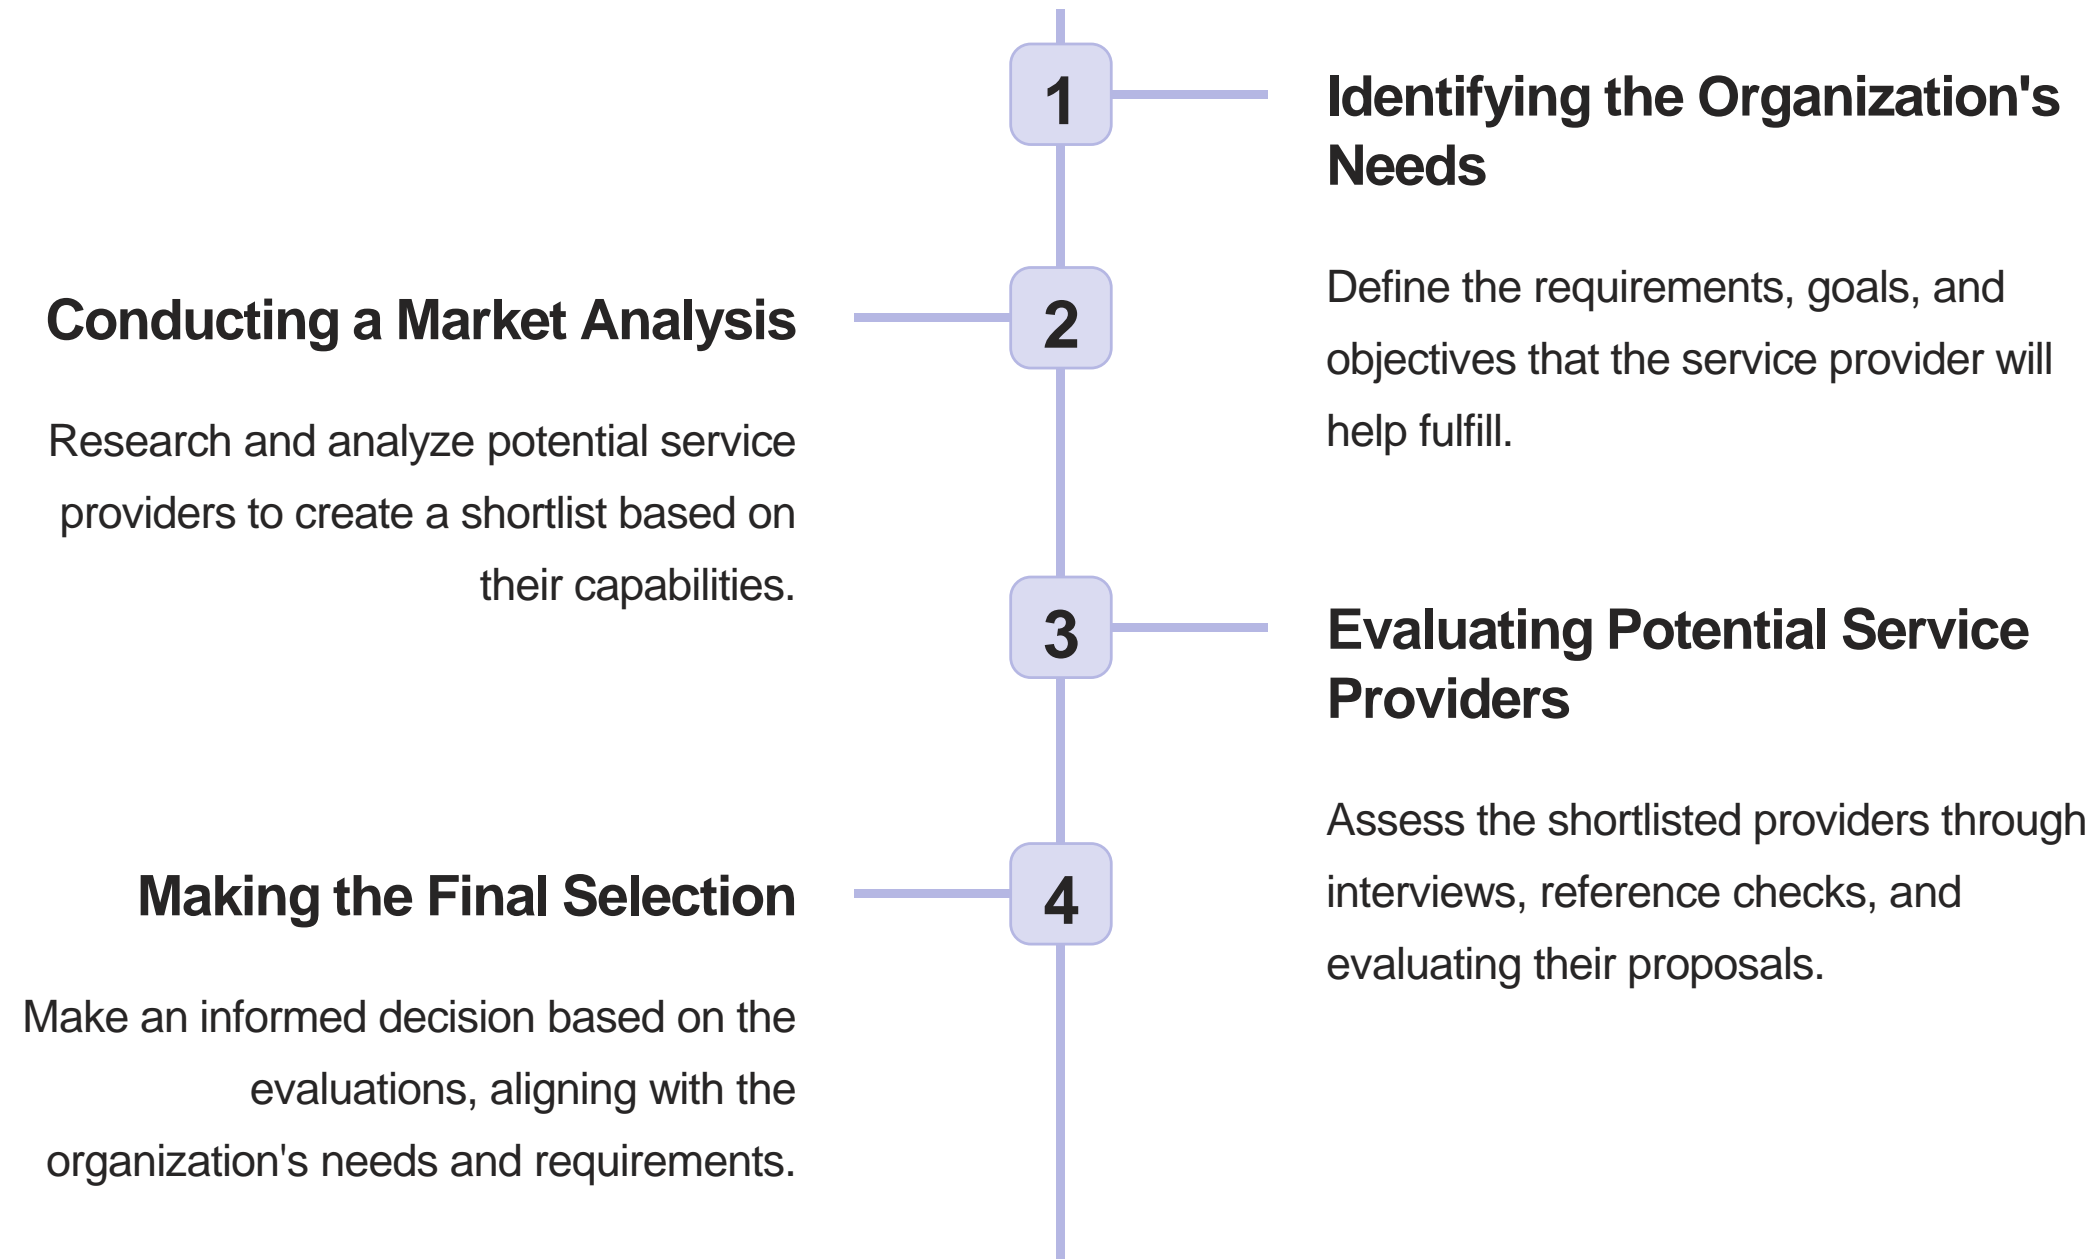 1
Identifying the Organization's
Needs
Define the requirements, goals, and
objectives that the service provider will
help fulfill.
2
Conducting a Market Analysis
Research and analyze potential service
providers to create a shortlist based on
their capabilities.
3
Evaluating Potential Service
Providers
Assess the shortlisted providers through
interviews, reference checks, and
evaluating their proposals.
4
Making the Final Selection
Make an informed decision based on the
evaluations, aligning with the
organization's needs and requirements.